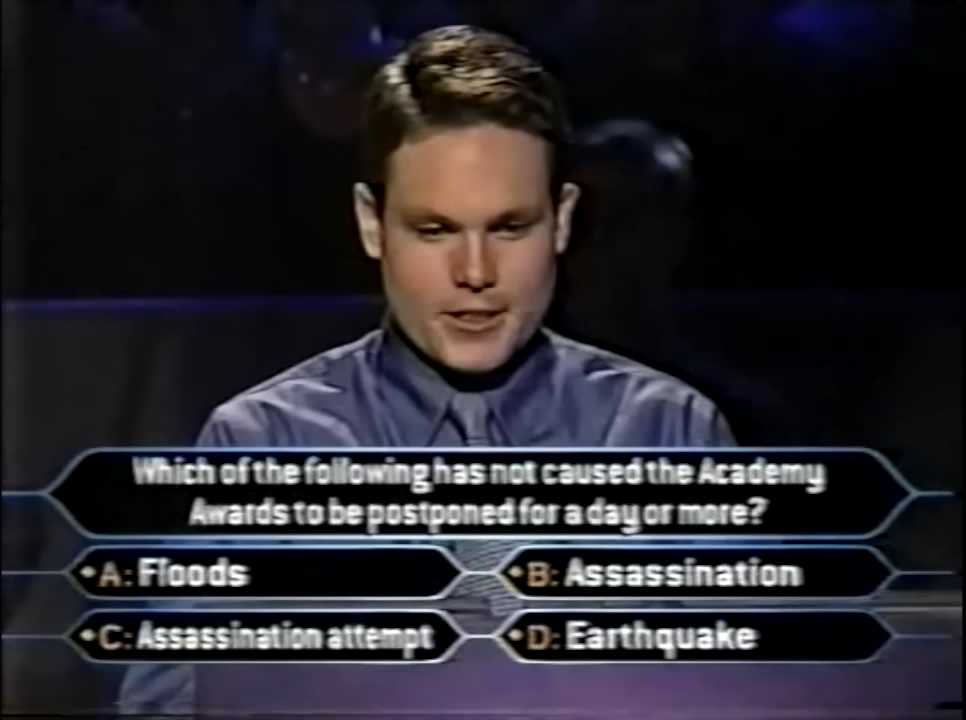 Which of the following has not caused the Academy
Awards to be postponed for a day or more?
A: Floods
B: Assassination
C: Assassination attempt
D: Earthquake